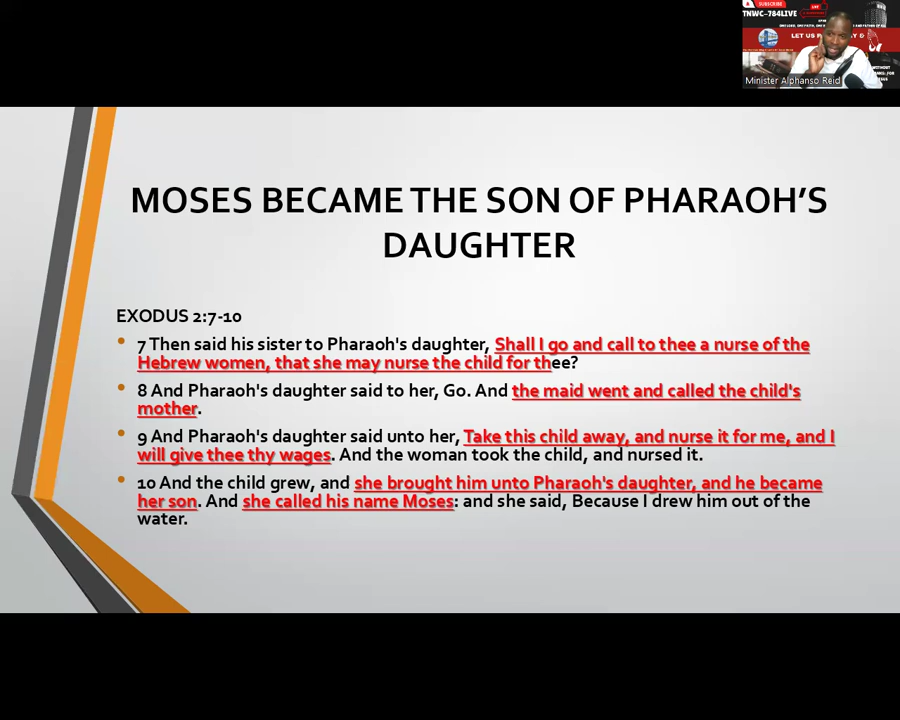 SUBSCRIBE
TNWC-784LIVE
LIVE
LET US P
Y &
Minister Alphanso Reid
MOSES BECAME THE SON OF PHARAOH'S
DAUGHTER
EXODUS 2:7-10
• 7 Then said his sister to Pharaoh's daughter, Shall I go and call to thee a nurse of the
Hebrew women, that she may nurse the child for thee?
• 8 And Pharaoh's daughter said to her, Go. And the maid went and called the child's
mother.
• 9 And Pharaoh's daughter said unto her, Take this child away, and nurse it for me, and I
will give thee thy wages. And the woman took the child, and nursed it.
• 10 And the child grew, and she brought him unto Pharaoh's daughter, and he became
her son. And she called his name Moses: and she said, Because I drew him out of the
water.